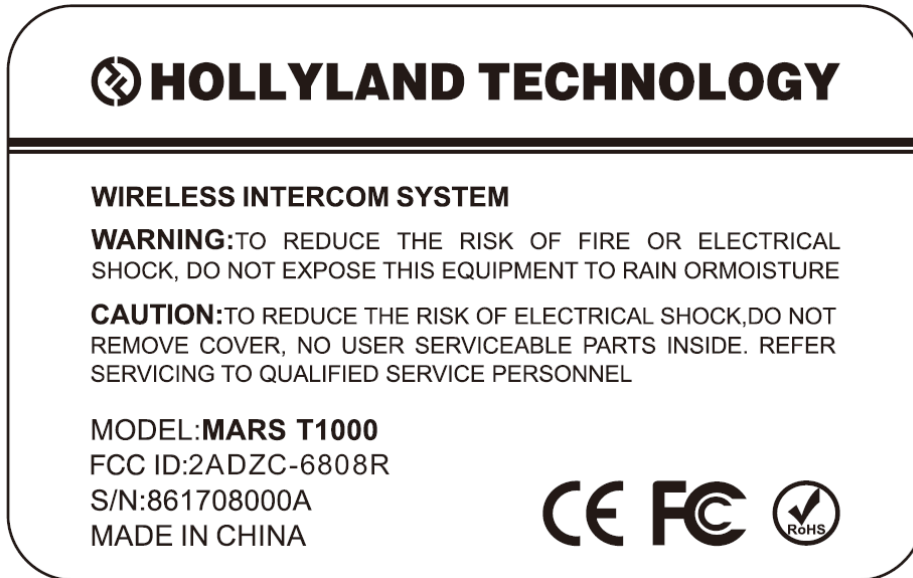 HOLLYLAND TECHNOLOGY
WIRELESS INTERCOM SYSTEM
WARNING:TO REDUCE THE RISK OF FIRE OR ELECTRICAL
SHOCK, DO NOT EXPOSE THIS EQUIPMENT TO RAIN ORMOISTURE
CAUTION:TO REDUCE THE RISK OF ELECTRICAL SHOCK,DO NOT
REMOVE COVER, NO USER SERVICEABLE PARTS INSIDE. REFER
SERVICING TO QUALIFIED SERVICE PERSONNEL
MODEL:MARS T1000
FCC ID:2ADZC-6808R
S/N:861708000A
MADE IN CHINA
CE FC RoHS